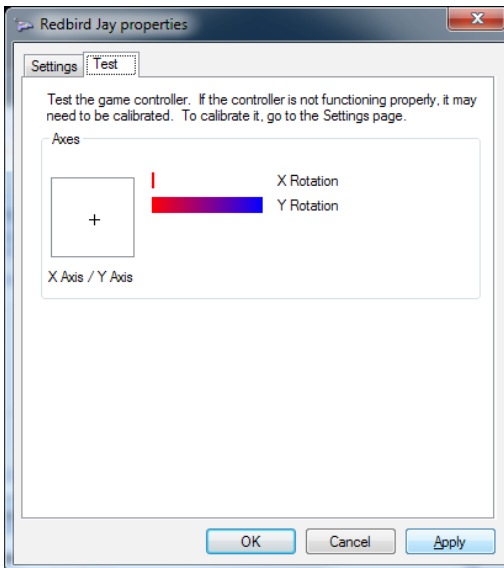 Redbird Jay properties
Settings
Test
Test the game controller. If the controller is not functioning properly, it may
need to be calibrated. To calibrate it, go to the Settings page.
Axes
X Rotation
Y Rotation
X Axis / Y Axis
OK
Cancel
Apply